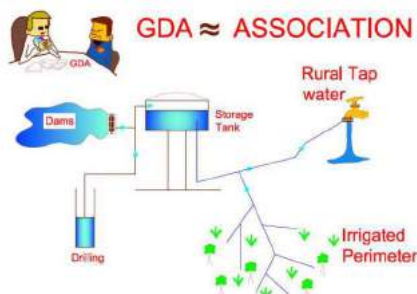 GDA ≈ ASSOCIATION
GDA
Rural Tap
water
Dams
Storage
Tank
Drilling
Irrigated
Perimeter